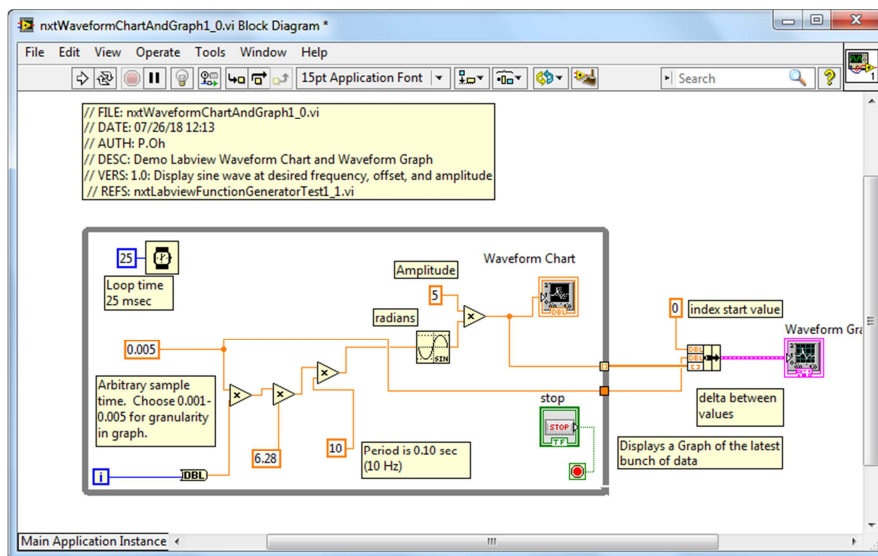 nxtWaveformChartAndGraph1_0.vi Block Diagram *
File Edit View Operate Tools Window Help
15pt Application Font
Search
1
// FILE: nxtWaveformChartAndGraph1_0.vi
// DATE: 07/26/18 12:13
// AUTH: P.Oh
// DESC: Demo Labview Waveform Chart and Waveform Graph
// VERS: 1.0: Display sine wave at desired frequency, offset, and amplitude
// REFS: nxtLabviewFunctionGeneratorTest1_1.vi
25
Loop time
25 msec
Amplitude
5
Waveform Chart
DBL
radians
SIN
0.005
0
index start value
Waveform Gra
DBL
DBL
Arbitrary sample
time. Choose 0.001-
0.005 for granularity
in graph.
6.28
10
Period is 0.10 sec
(10 Hz)
stop
STOP
TF
delta between
values
Displays a Graph of the latest
bunch of data
i
DBL
Main Application Instance